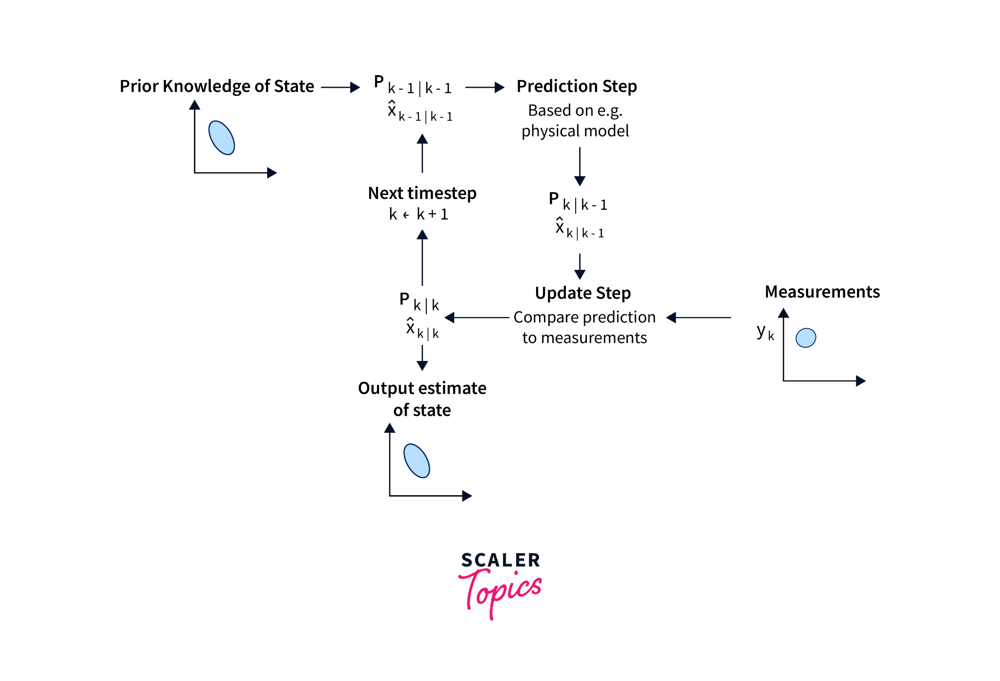 Prior Knowledge of State
P k - 1 | k - 1
x̂ k - 1 | k - 1
Prediction Step
Based on e.g.
physical model
Next timestep
k ← k + 1
P k | k - 1
x̂ k | k - 1
P k | k
x̂ k | k
Update Step
Compare prediction
to measurements
Measurements
y k
Output estimate
of state
SCALER
Topics